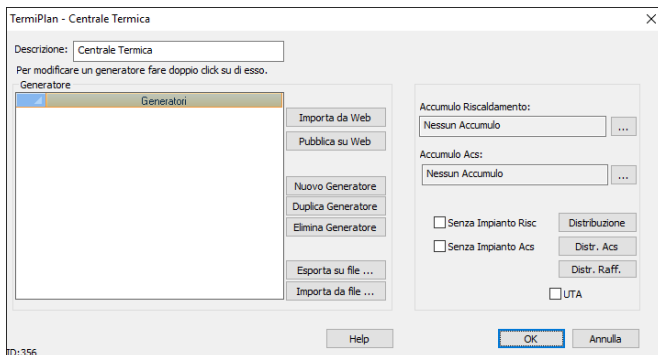 TermiPlan - Centrale Termica
Descrizione: Centrale Termica
Per modificare un generatore fare doppio click su di esso.
Generatore
Generatori
Importa da Web
Pubblica su Web
Nuovo Generatore
Duplica Generatore
Elimina Generatore
Esporta su file ...
Importa da file ...
Accumulo Riscaldamento:
Nessun Accumulo ...
Accumulo Acs:
Nessun Accumulo ...
Senza Impianto Risc Distribuzione
Senza Impianto Acs Distr. Acs
Distr. Raff.
UTA
Help OK Annulla
ID:356